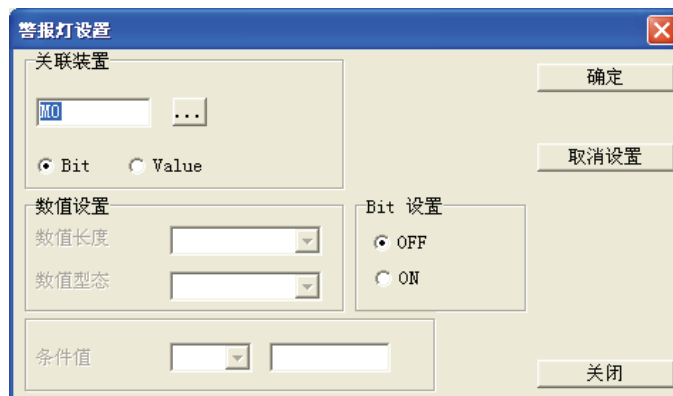 警报灯设置
关联装置
M0
...
Bit
Value
确定
取消设置
数值设置
数值长度
数值型态
Bit 设置
OFF
ON
条件值
关闭